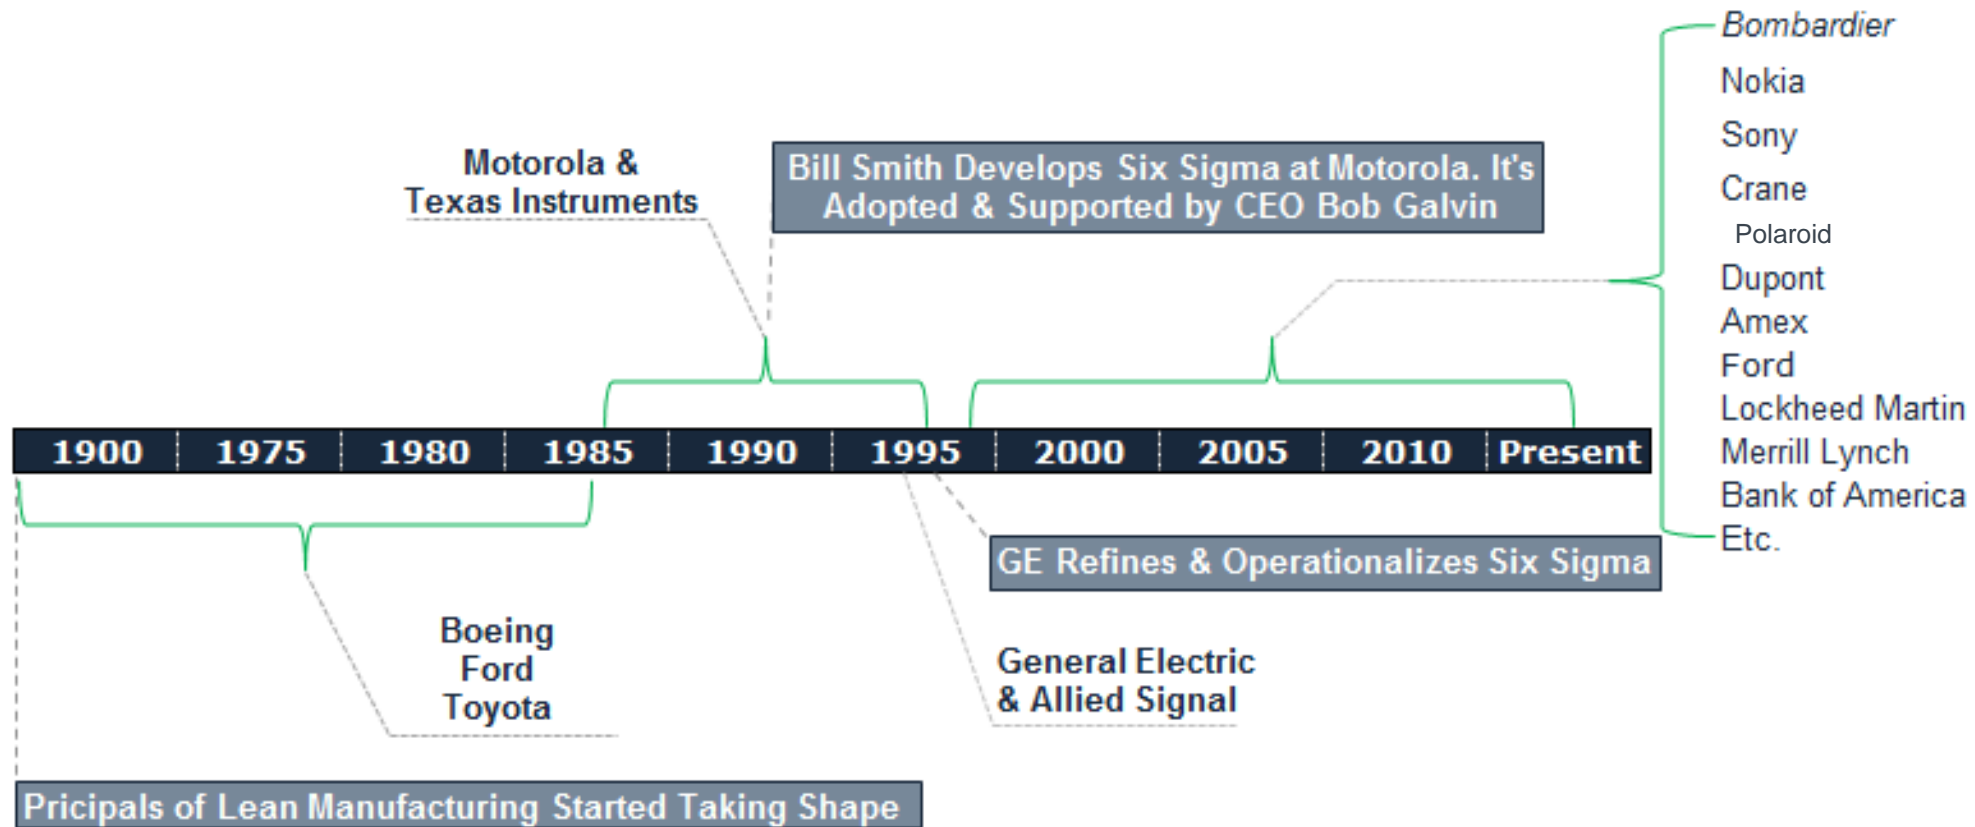 Bombardier
Nokia
Sony
Crane
Polaroid
Dupont
Amex
Ford
Lockheed Martin
Merrill Lynch
Bank of America
Etc.
Motorola &
Texas Instruments
Bill Smith Develops Six Sigma at Motorola. It's
Adopted & Supported by CEO Bob Galvin
1900 1975 1980 1985 1990 1995 2000 2005 2010 Present
GE Refines & Operationalizes Six Sigma
Boeing
Ford
Toyota
General Electric
& Allied Signal
Pricipals of Lean Manufacturing Started Taking Shape